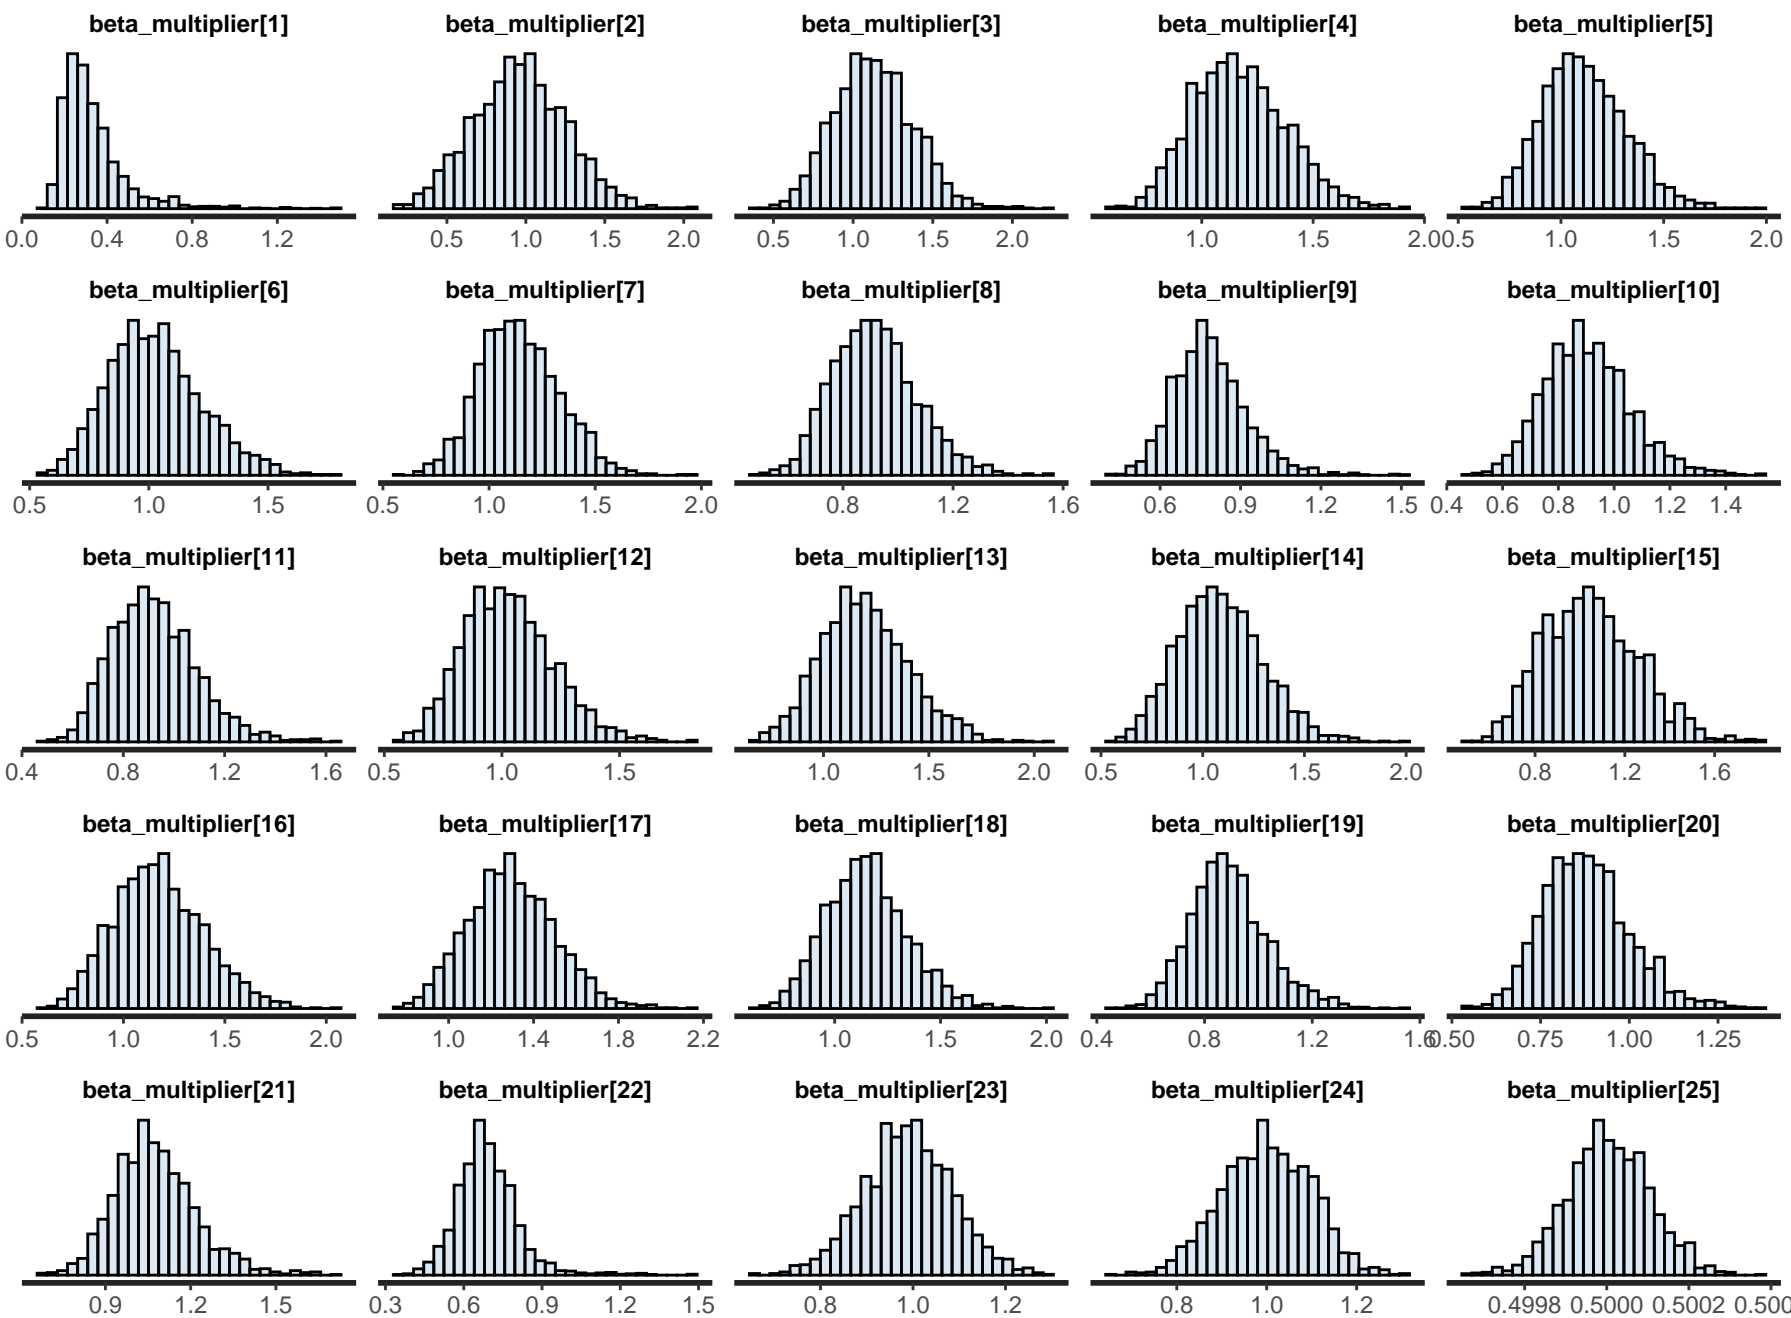 beta_multiplier[1] beta_multiplier[2] beta_multiplier[3] beta_multiplier[4] beta_multiplier[5]
0.0 0.4 0.8 1.2 0.5 1.0 1.5 2.0 0.5 1.0 1.5 2.0 1.0 1.5 2.0 0.5 1.0 1.5 2.0
beta_multiplier[6] beta_multiplier[7] beta_multiplier[8] beta_multiplier[9] beta_multiplier[10]
0.5 1.0 1.5 0.5 1.0 1.5 2.0 0.8 1.2 1.6 0.6 0.9 1.2 1.5 0.4 0.6 0.8 1.0 1.2 1.4
beta_multiplier[11] beta_multiplier[12] beta_multiplier[13] beta_multiplier[14] beta_multiplier[15]
0.4 0.8 1.2 1.6 0.5 1.0 1.5 1.0 1.5 2.0 0.5 1.0 1.5 2.0 0.8 1.2 1.6
beta_multiplier[16] beta_multiplier[17] beta_multiplier[18] beta_multiplier[19] beta_multiplier[20]
0.5 1.0 1.5 2.0 1.0 1.4 1.8 2.2 1.0 1.5 2.0 0.4 0.8 1.2 1.6 0.50 0.75 1.00 1.25
beta_multiplier[21] beta_multiplier[22] beta_multiplier[23] beta_multiplier[24] beta_multiplier[25]
0.9 1.2 1.5 0.3 0.6 0.9 1.2 1.5 0.8 1.0 1.2 0.8 1.0 1.2 0.4998 0.5000 0.5002